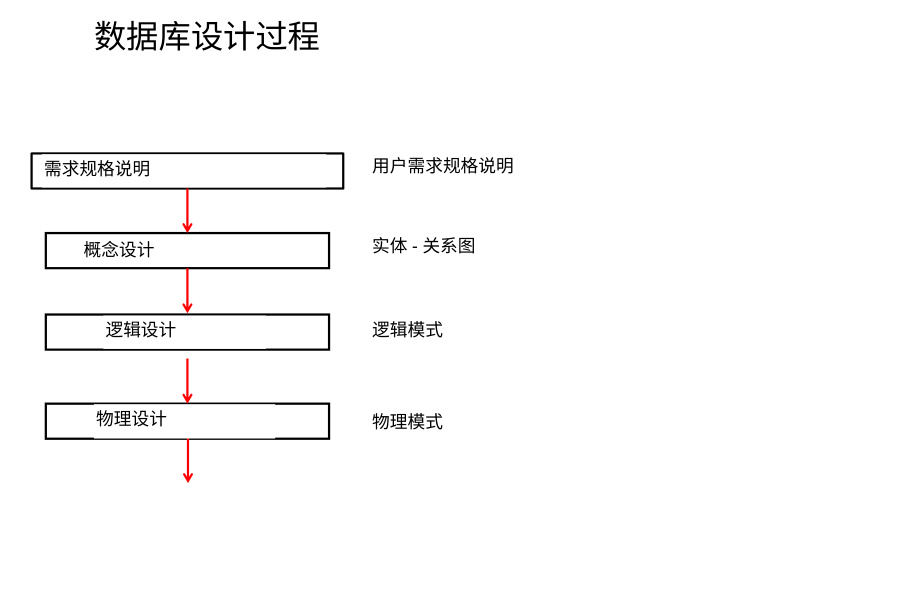 数据库设计过程
需求规格说明
用户需求规格说明
概念设计
实体 - 关系图
逻辑设计
逻辑模式
物理设计
物理模式